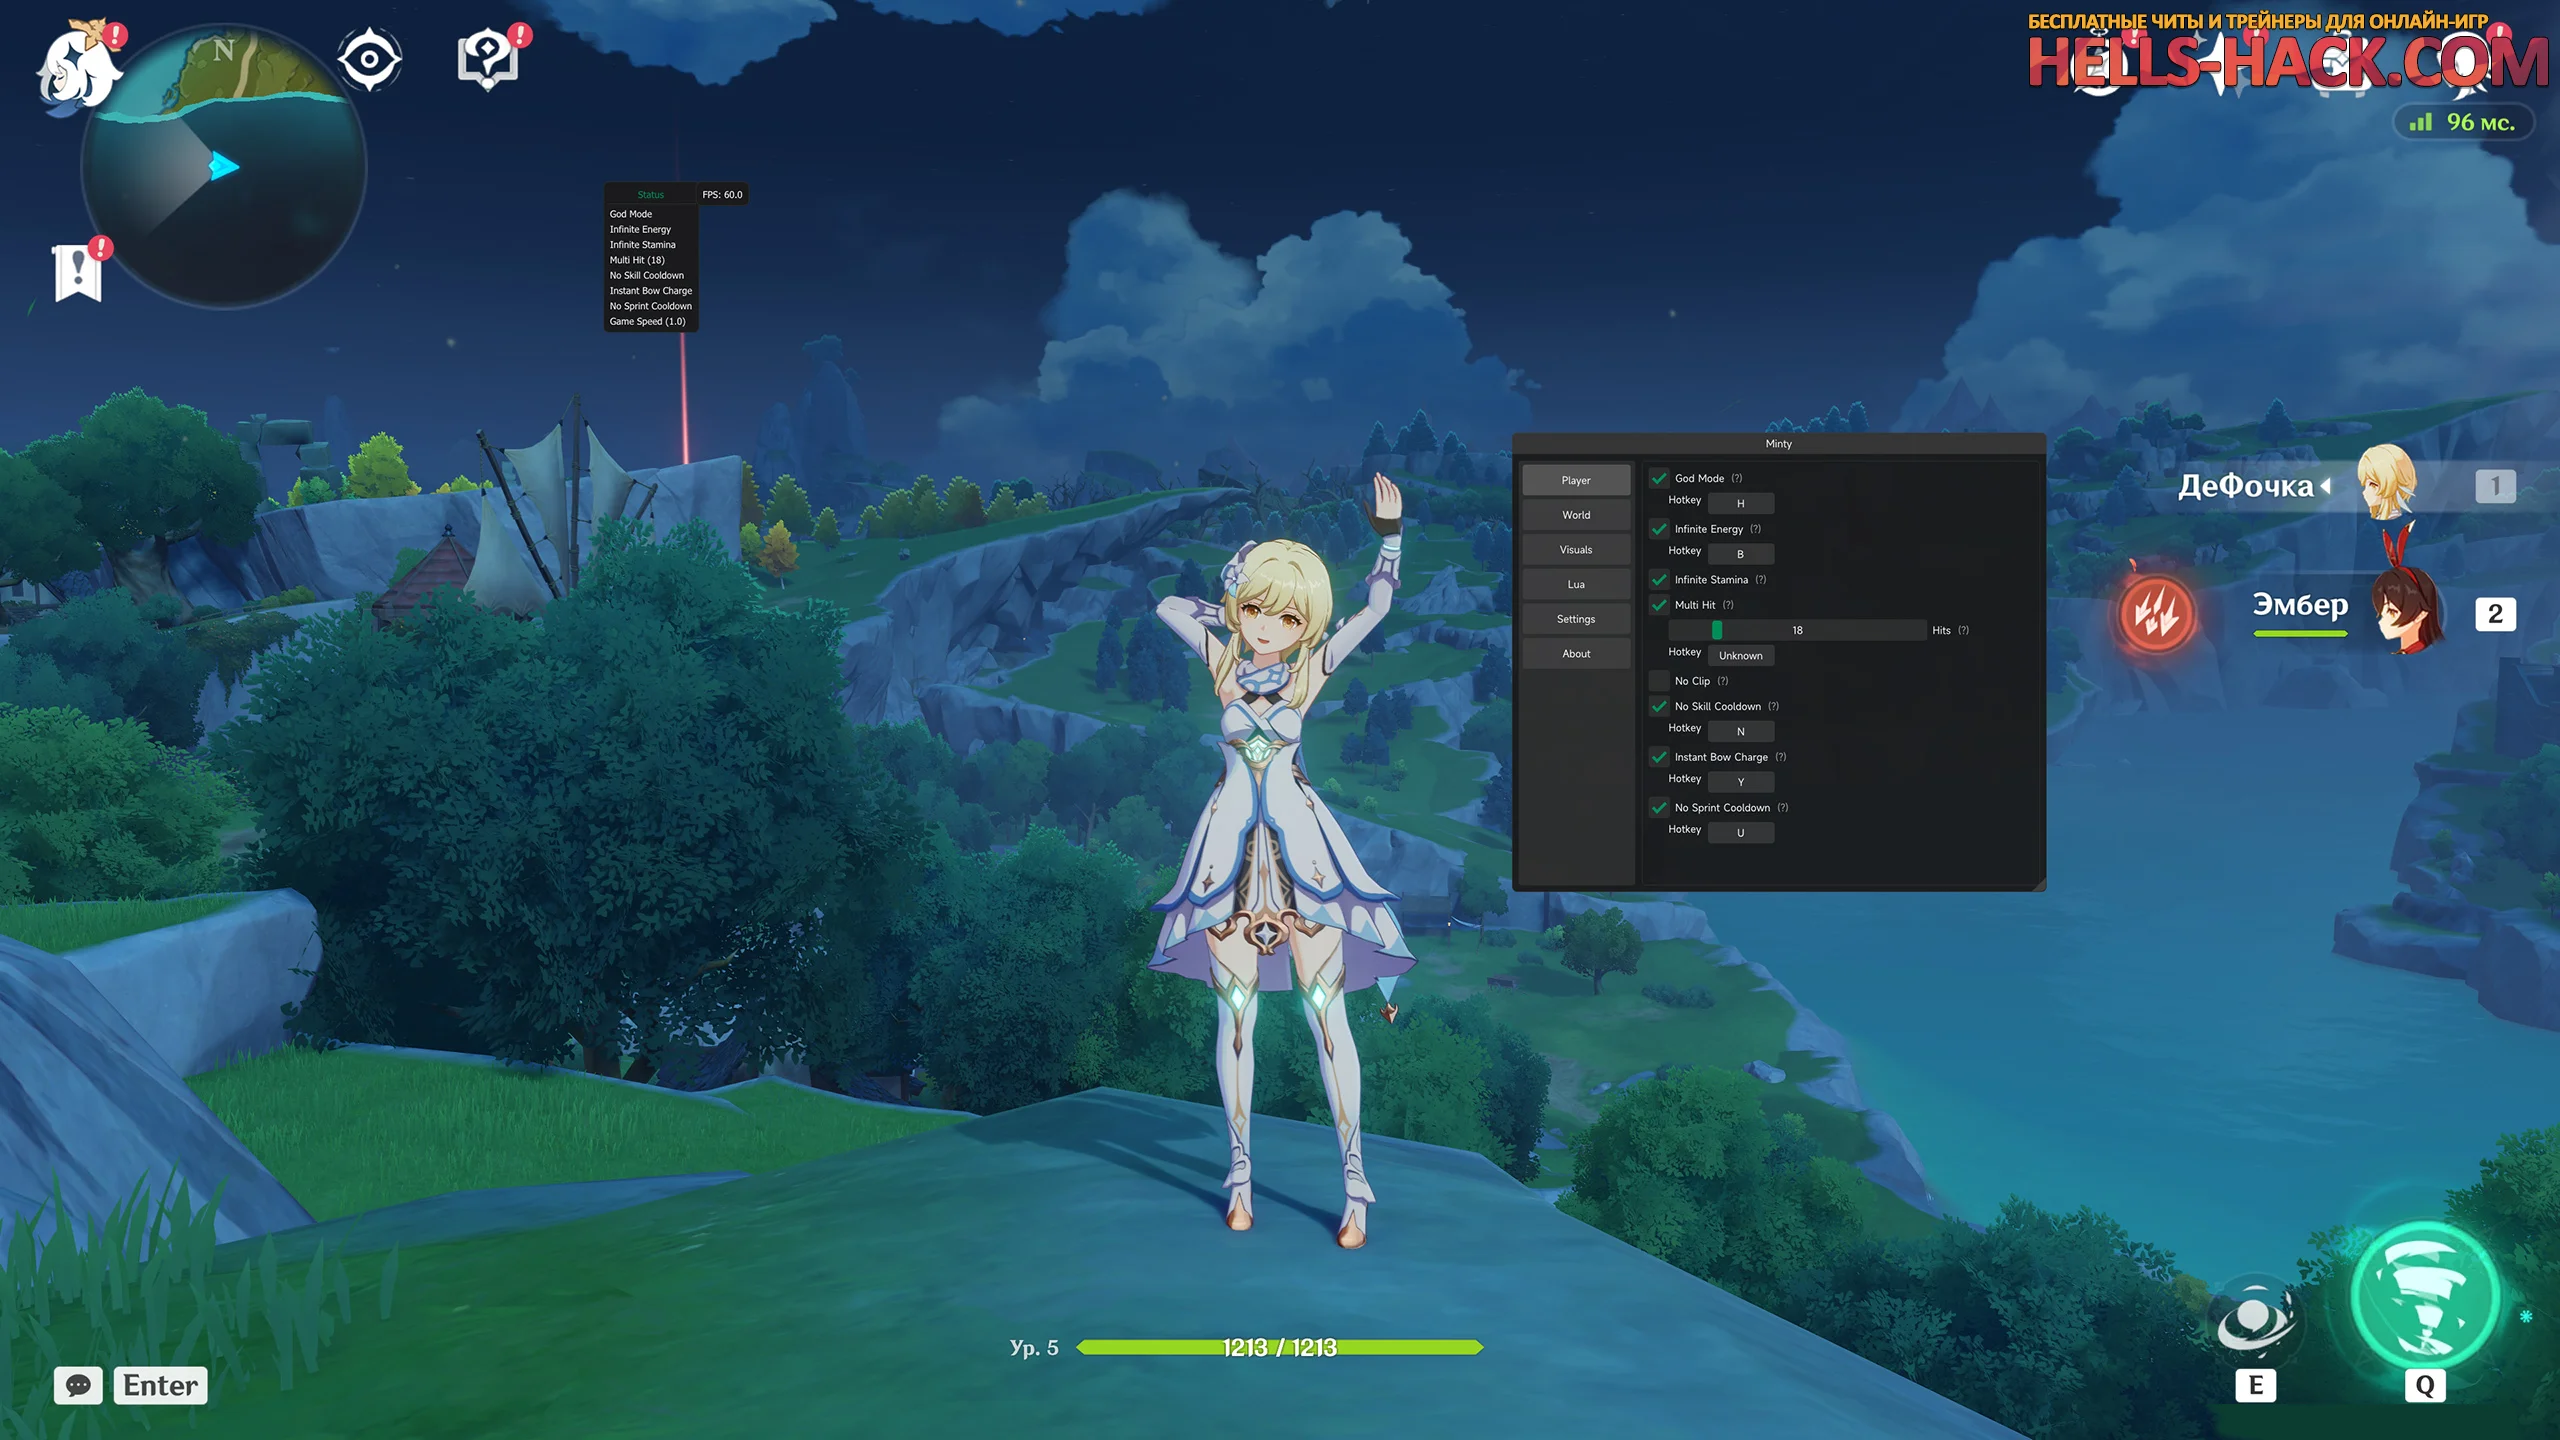 БЕСПЛАТНЫЕ ЧИТЫ И ТРЕЙНЕРЫ ДЛЯ ОНЛАЙН-ИГР
HELLS-HACK.COM
N
96 мс.
Status
FPS: 60.0
God Mode
Infinite Energy
Infinite Stamina
Multi Hit (18)
No Skill Cooldown
Instant Bow Charge
No Sprint Cooldown
Game Speed (1.0)
Minty
Player
World
Visuals
Lua
Settings
About
God Mode (?)
Hotkey H
Infinite Energy (?)
Hotkey B
Infinite Stamina (?)
Multi Hit (?)
18 Hits (?)
Hotkey Unknown
No Clip (?)
No Skill Cooldown (?)
Hotkey N
Instant Bow Charge (?)
Hotkey Y
No Sprint Cooldown (?)
Hotkey U
ДеФочка 1
Эмбер 2
Ур. 5 1213 / 1213
Enter
E
Q